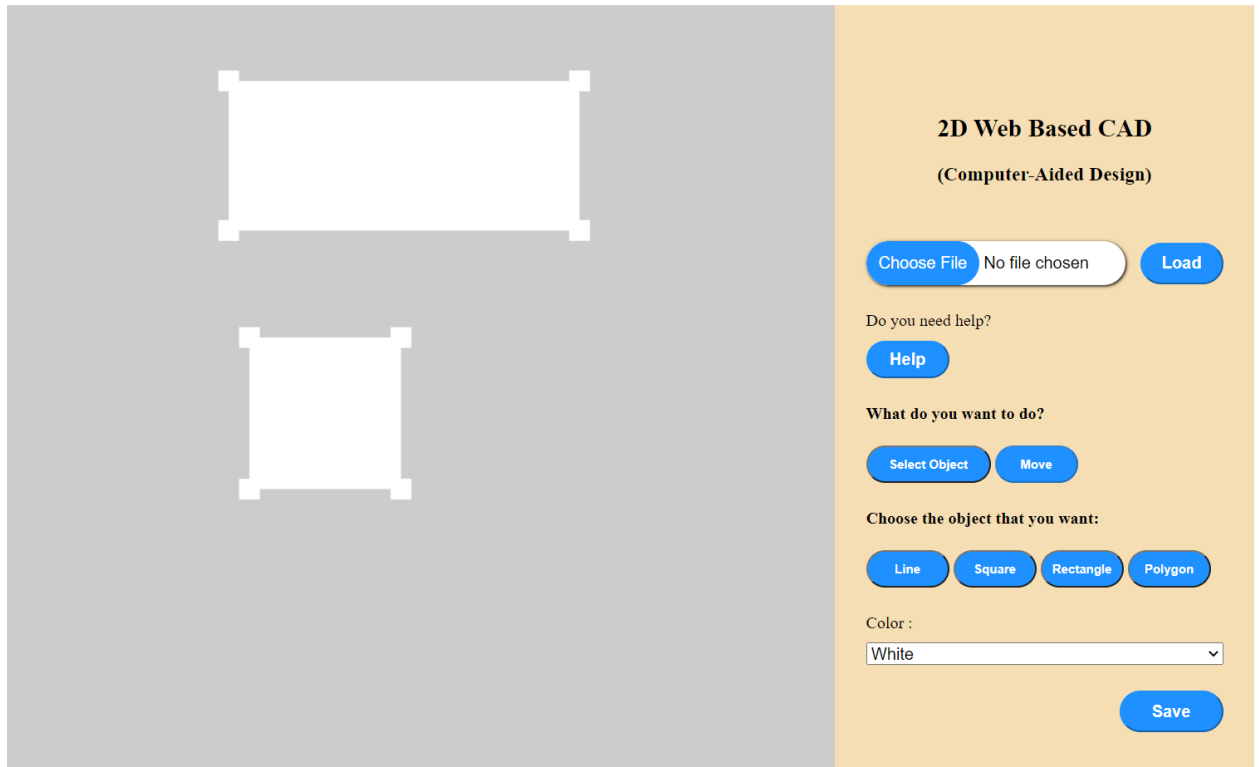 2D Web Based CAD
(Computer-Aided Design)
Choose File No file chosen Load
Do you need help?
Help
What do you want to do?
Select Object Move
Choose the object that you want:
Line Square Rectangle Polygon
Color :
White
Save